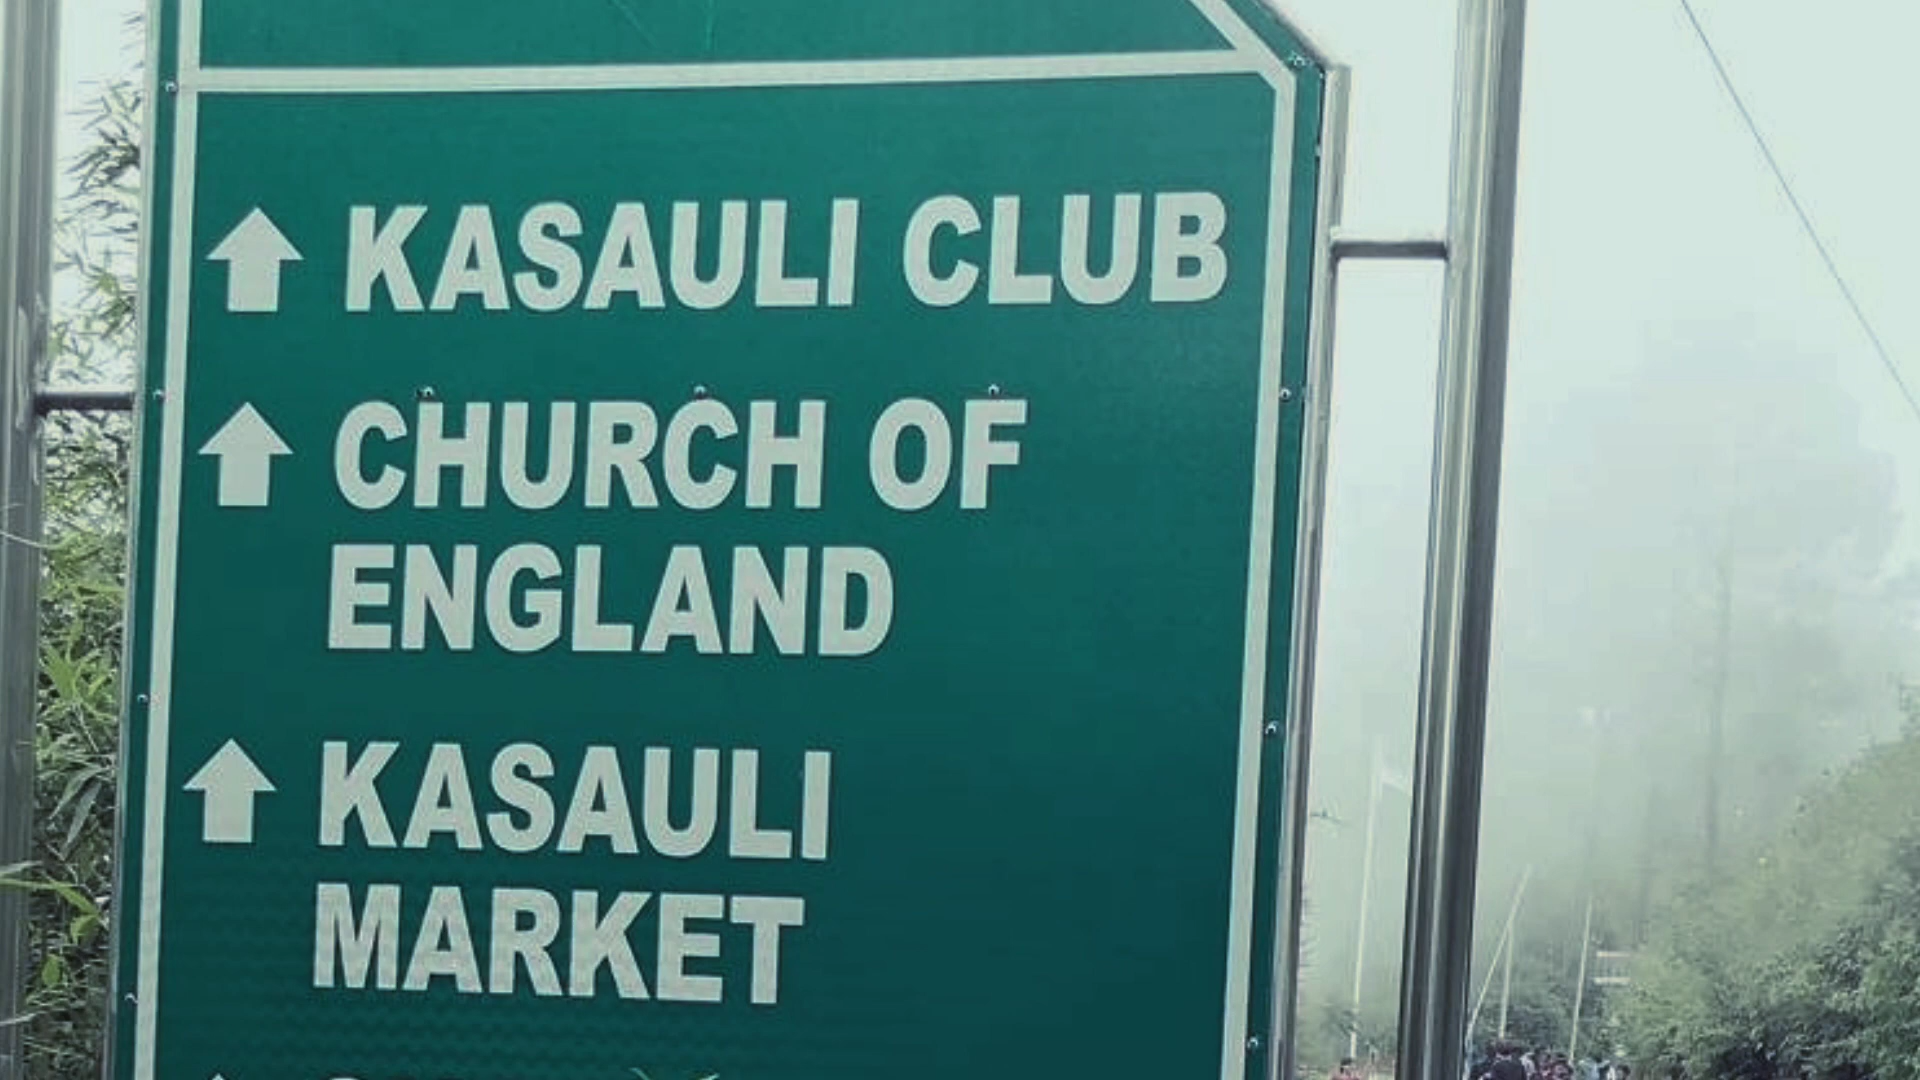 KASAULI CLUB
CHURCH OF
ENGLAND
KASAULI
MARKET